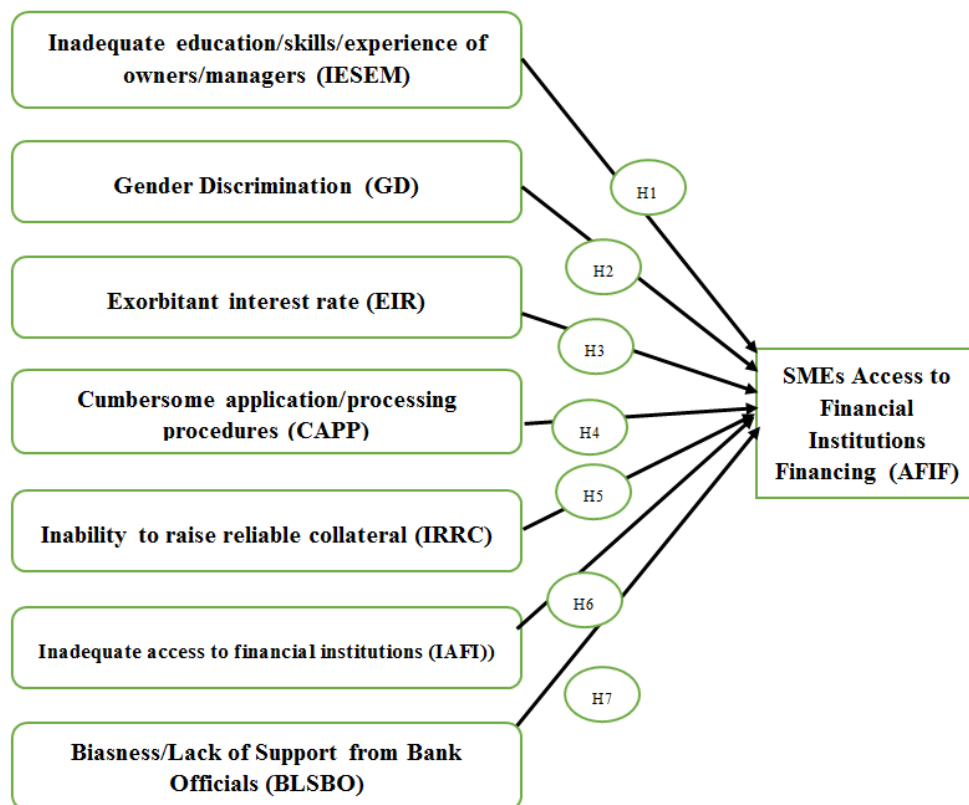 Inadequate education/skills/experience of
owners/managers (IESEM)
Gender Discrimination (GD)
Exorbitant interest rate (EIR)
Cumbersome application/processing
procedures (CAPP)
Inability to raise reliable collateral (IRRC)
Inadequate access to financial institutions (IAFI))
Biasness/Lack of Support from Bank
Officials (BLSBO)
H1
H2
H3
H4
H5
H6
H7
SMEs Access to
Financial
Institutions
Financing (AFIF)